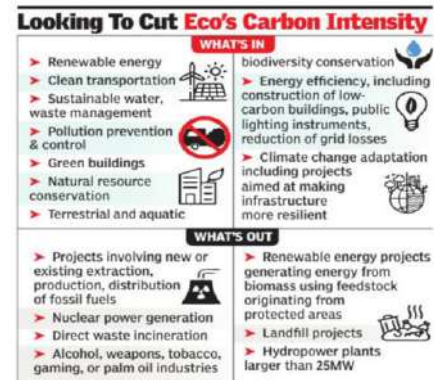 Looking To Cut Eco's Carbon Intensity
WHAT'S IN
➤ Renewable energy
➤ Clean transportation
➤ Sustainable water,
waste management
➤ Pollution prevention
& control
➤ Green buildings
➤ Natural resource
conservation
➤ Terrestrial and aquatic
biodiversity conservation
➤ Energy efficiency, including
construction of low-
carbon buildings, public
lighting instruments,
reduction of grid losses
➤ Climate change adaptation
including projects
aimed at making
infrastructure
more resilient
WHAT'S OUT
➤ Projects involving new or
existing extraction,
production, distribution
of fossil fuels
➤ Nuclear power generation
➤ Direct waste incineration
➤ Alcohol, weapons, tobacco,
gaming, or palm oil industries
➤ Renewable energy projects
generating energy from
biomass using feedstock
originating from
protected areas
➤ Landfill projects
➤ Hydropower plants
larger than 25MW